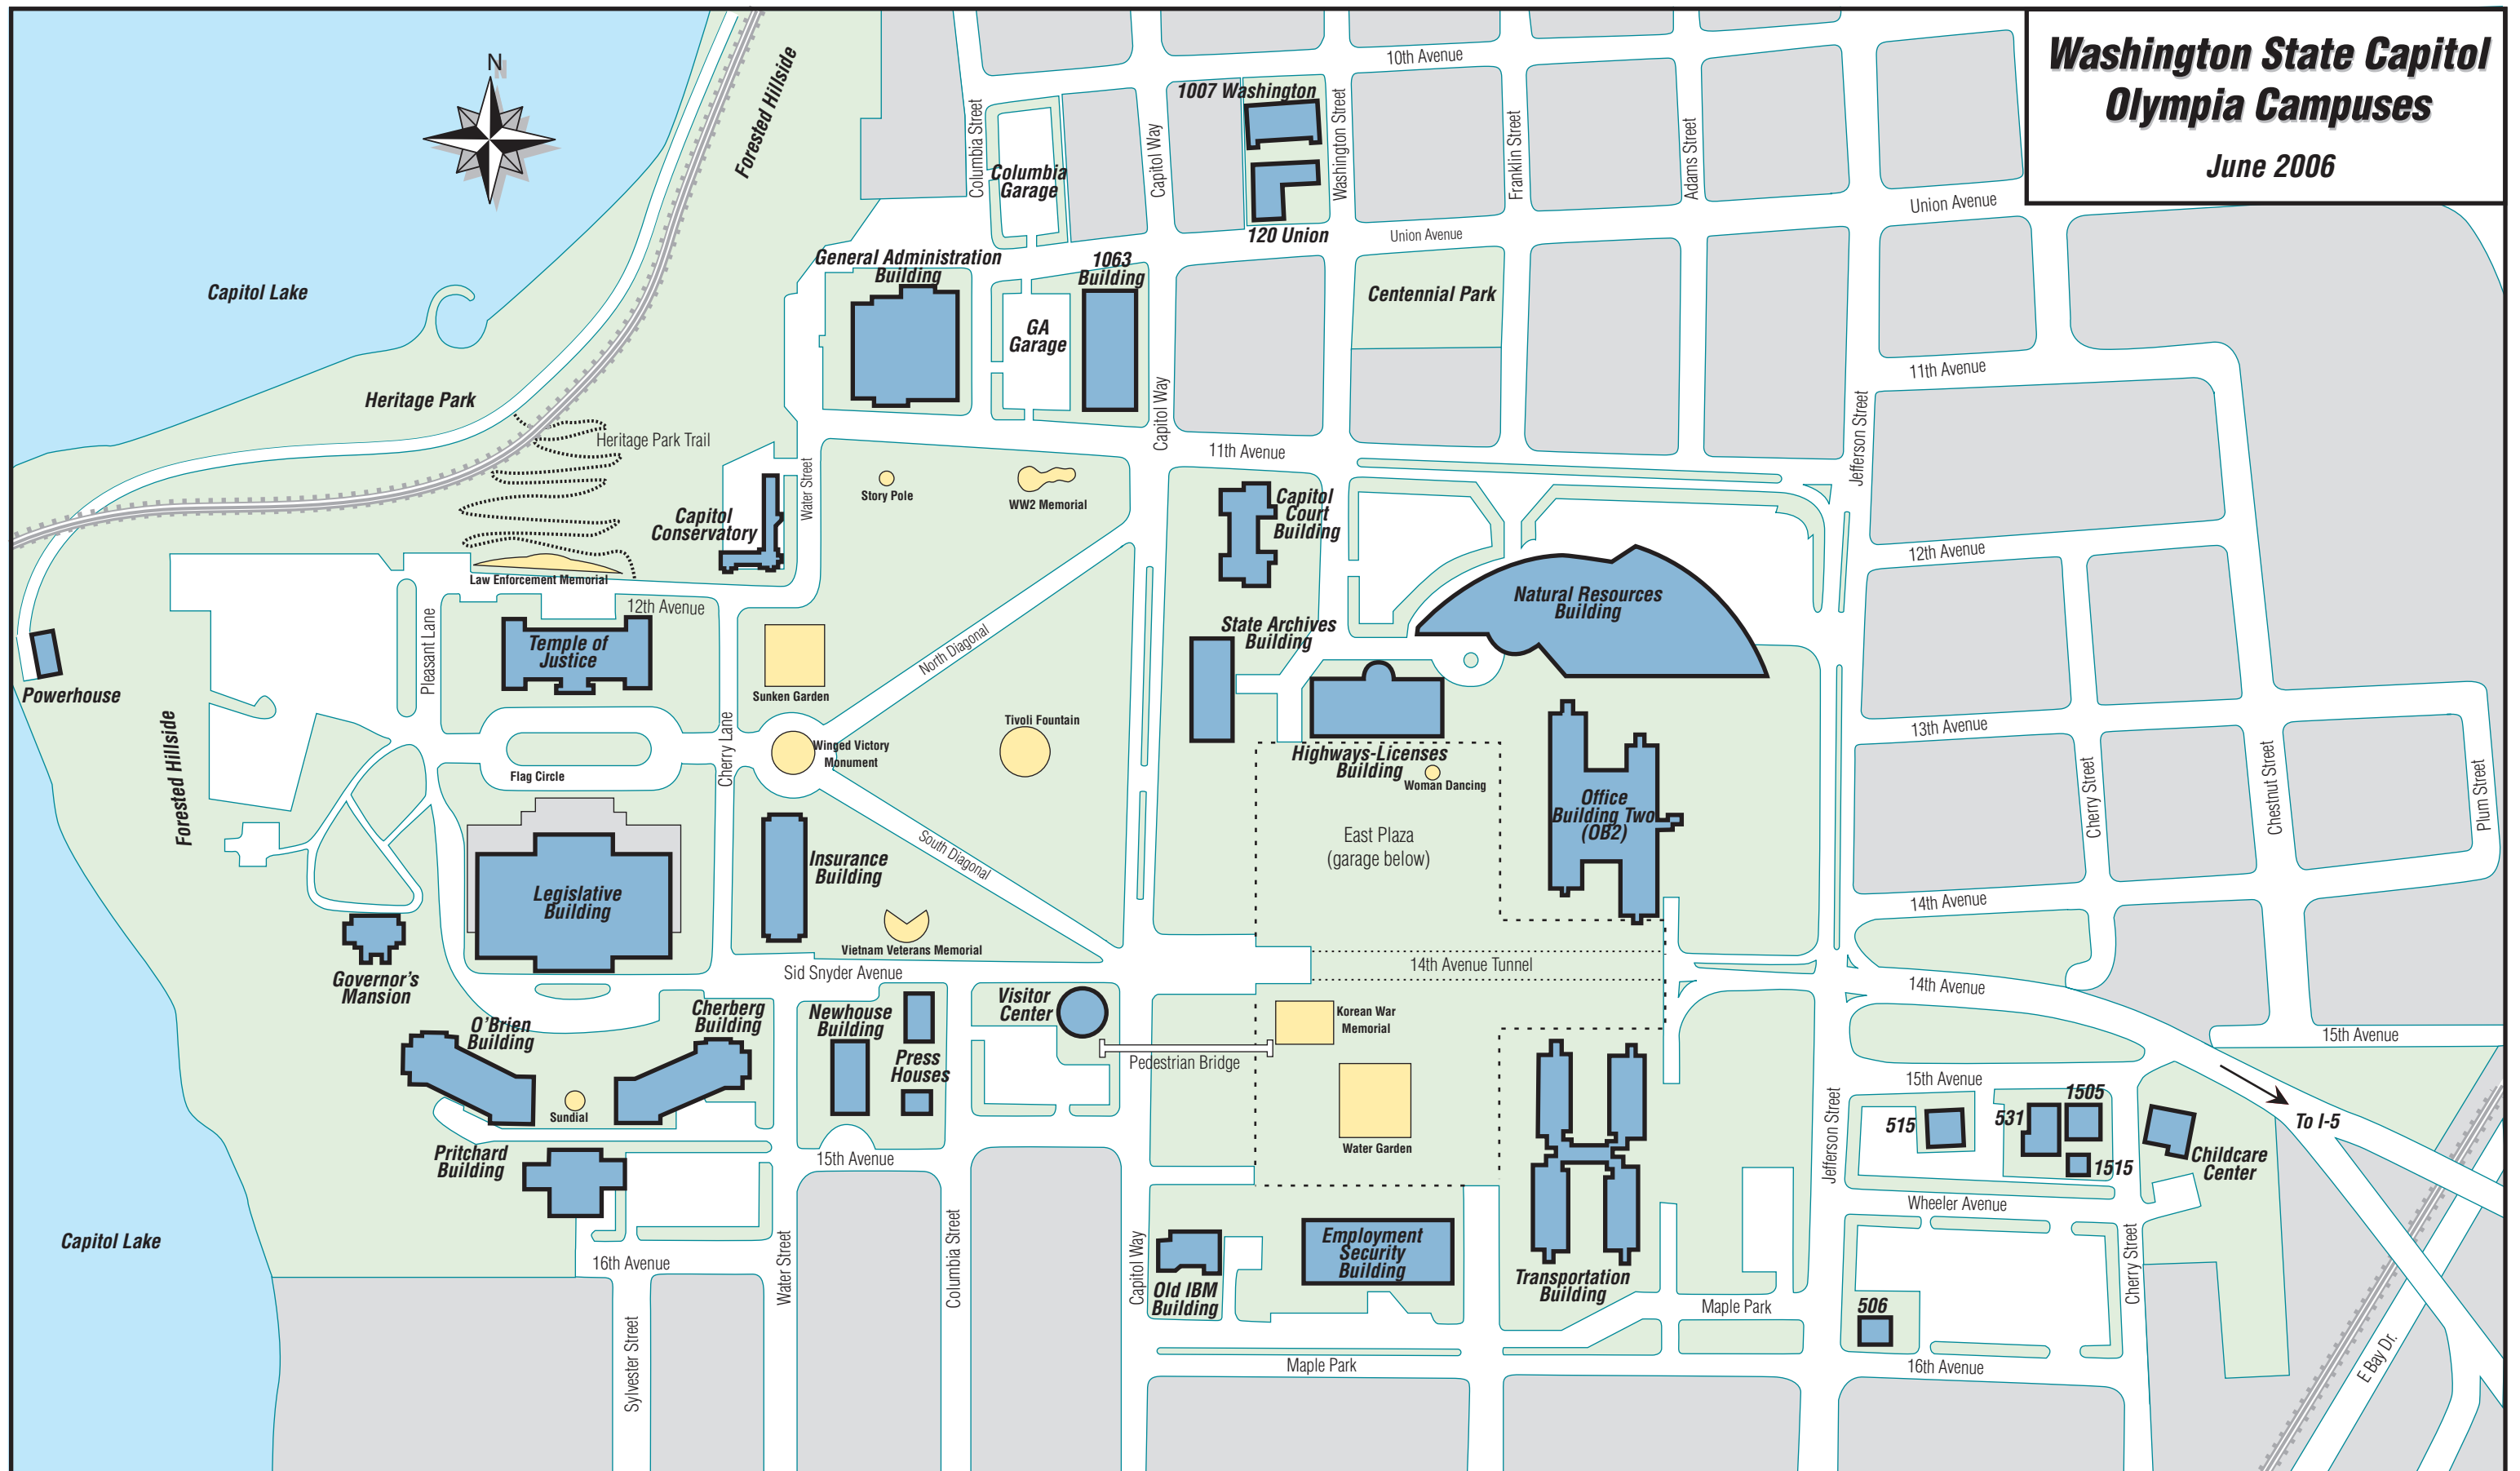 Washington State Capitol
Olympia Campuses
June 2006
N
Forested Hillside
10th Avenue
1007 Washington
Columbia Street
Columbia
Garage
Capitol Way
Washington Street
Franklin Street
Adams Street
Union Avenue
Union Avenue
120 Union
General Administration
Building
1063
Building
Capitol Lake
GA
Garage
Centennial Park
11th Avenue
Heritage Park
Heritage Park Trail
Capitol Way
11th Avenue
Jefferson Street
Water Street
Story Pole
WW2 Memorial
Capitol
Conservatory
Capitol
Court
Building
12th Avenue
Law Enforcement Memorial
12th Avenue
Natural Resources
Building
Pleasant Lane
Temple of
Justice
North Diagonal
State Archives
Building
Powerhouse
Sunken Garden
Forested Hillside
Cherry Lane
Tivoli Fountain
13th Avenue
Winged Victory
Monument
Flag Circle
Highways-Licenses
Building
Woman Dancing
Office
Building Two
(OB2)
Cherry Street
Chestnut Street
Plum Street
East Plaza
(garage below)
South Diagonal
Insurance
Building
Legislative
Building
14th Avenue
Vietnam Veterans Memorial
Sid Snyder Avenue
14th Avenue Tunnel
Governor’s
Mansion
14th Avenue
Visitor
Center
Newhouse
Building
Cherberg
Building
O’Brien
Building
Korean War
Memorial
15th Avenue
Press
Houses
Pedestrian Bridge
15th Avenue
1505
531
515
To I-5
Sundial
Water Garden
Jefferson Street
Pritchard
Building
15th Avenue
1515
Childcare
Center
Wheeler Avenue
Capitol Lake
16th Avenue
Water Street
Columbia Street
Capitol Way
Employment
Security
Building
Old IBM
Building
Transportation
Building
Cherry Street
Maple Park
506
Sylvester Street
Maple Park
16th Avenue
E Bay Dr.